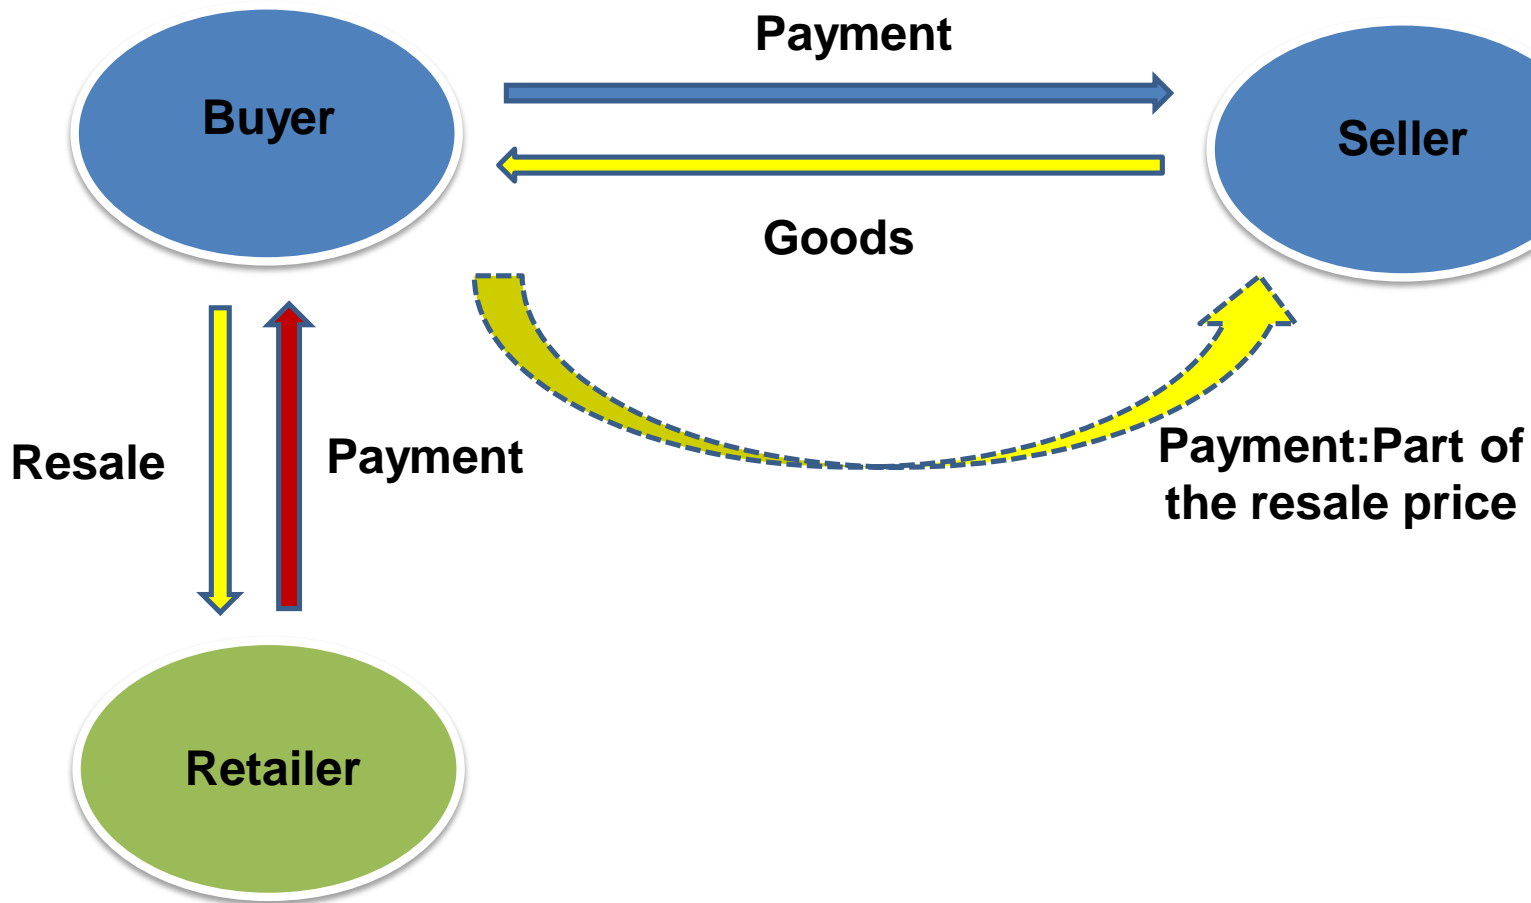 Payment
Buyer
Seller
Goods
Resale
Payment
Payment:Part of
the resale price
Retailer